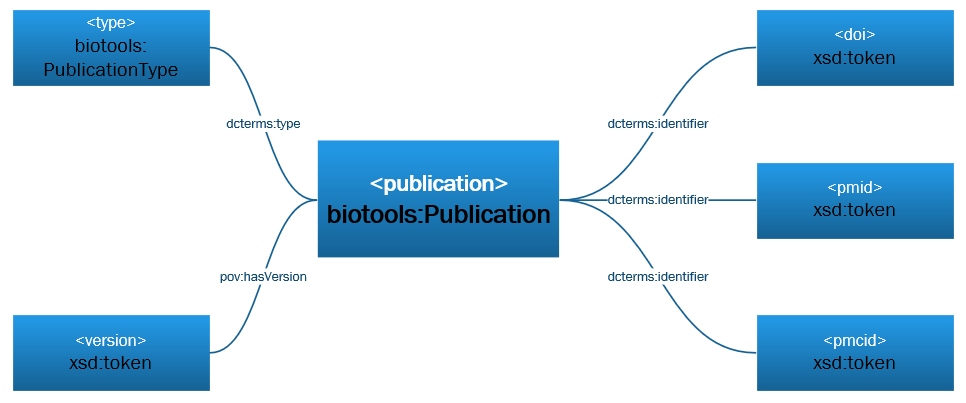 <type>
biotools:
PublicationType
<doi>
xsd:token
dcterms:type
dcterms:identifier
<publication>
biotools:Publication
dcterms:identifier
<pmid>
xsd:token
pov:hasVersion
dcterms:identifier
<version>
xsd:token
<pmcid>
xsd:token